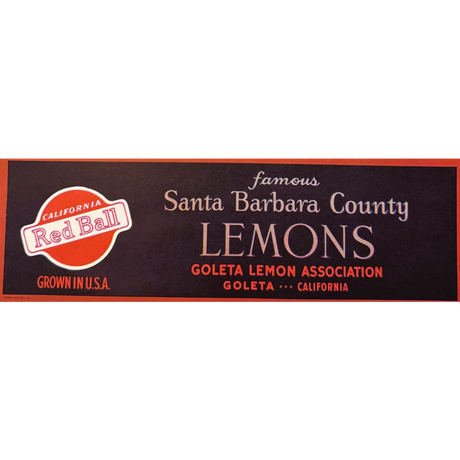 CALIFORNIA
Red Ball
GROWN IN U.S.A.
famous
Santa Barbara County
LEMONS
GOLETA LEMON ASSOCIATION
GOLETA ••• CALIFORNIA